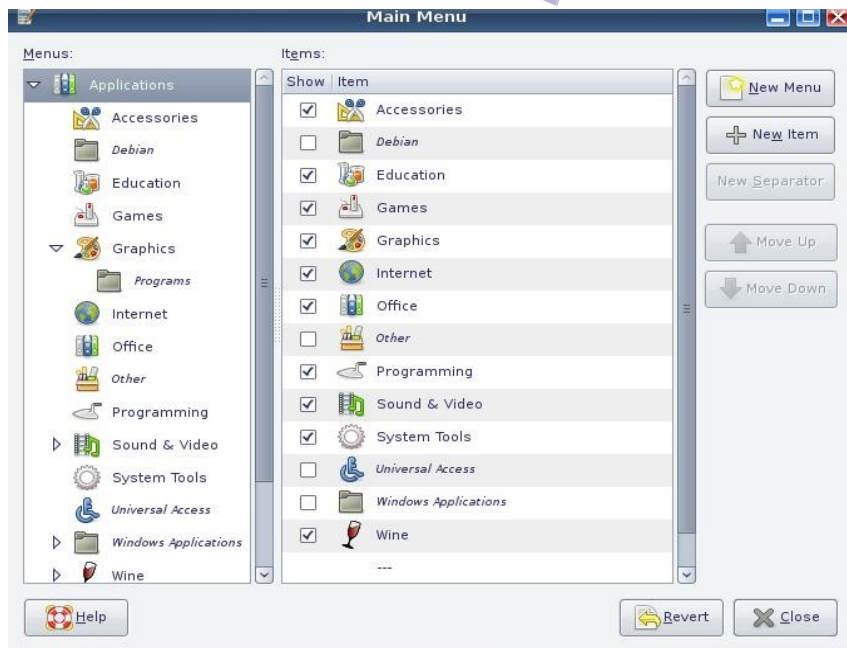 Main Menu
Menus:
Items:
Applications
Accessories
Debian
Education
Games
Graphics
Programs
Internet
Office
Other
Programming
Sound & Video
System Tools
Universal Access
Windows Applications
Wine
Show Item
Accessories
Debian
Education
Games
Graphics
Internet
Office
Other
Programming
Sound & Video
System Tools
Universal Access
Windows Applications
Wine
---
New Menu
New Item
New Separator
Move Up
Move Down
Help
Revert
Close